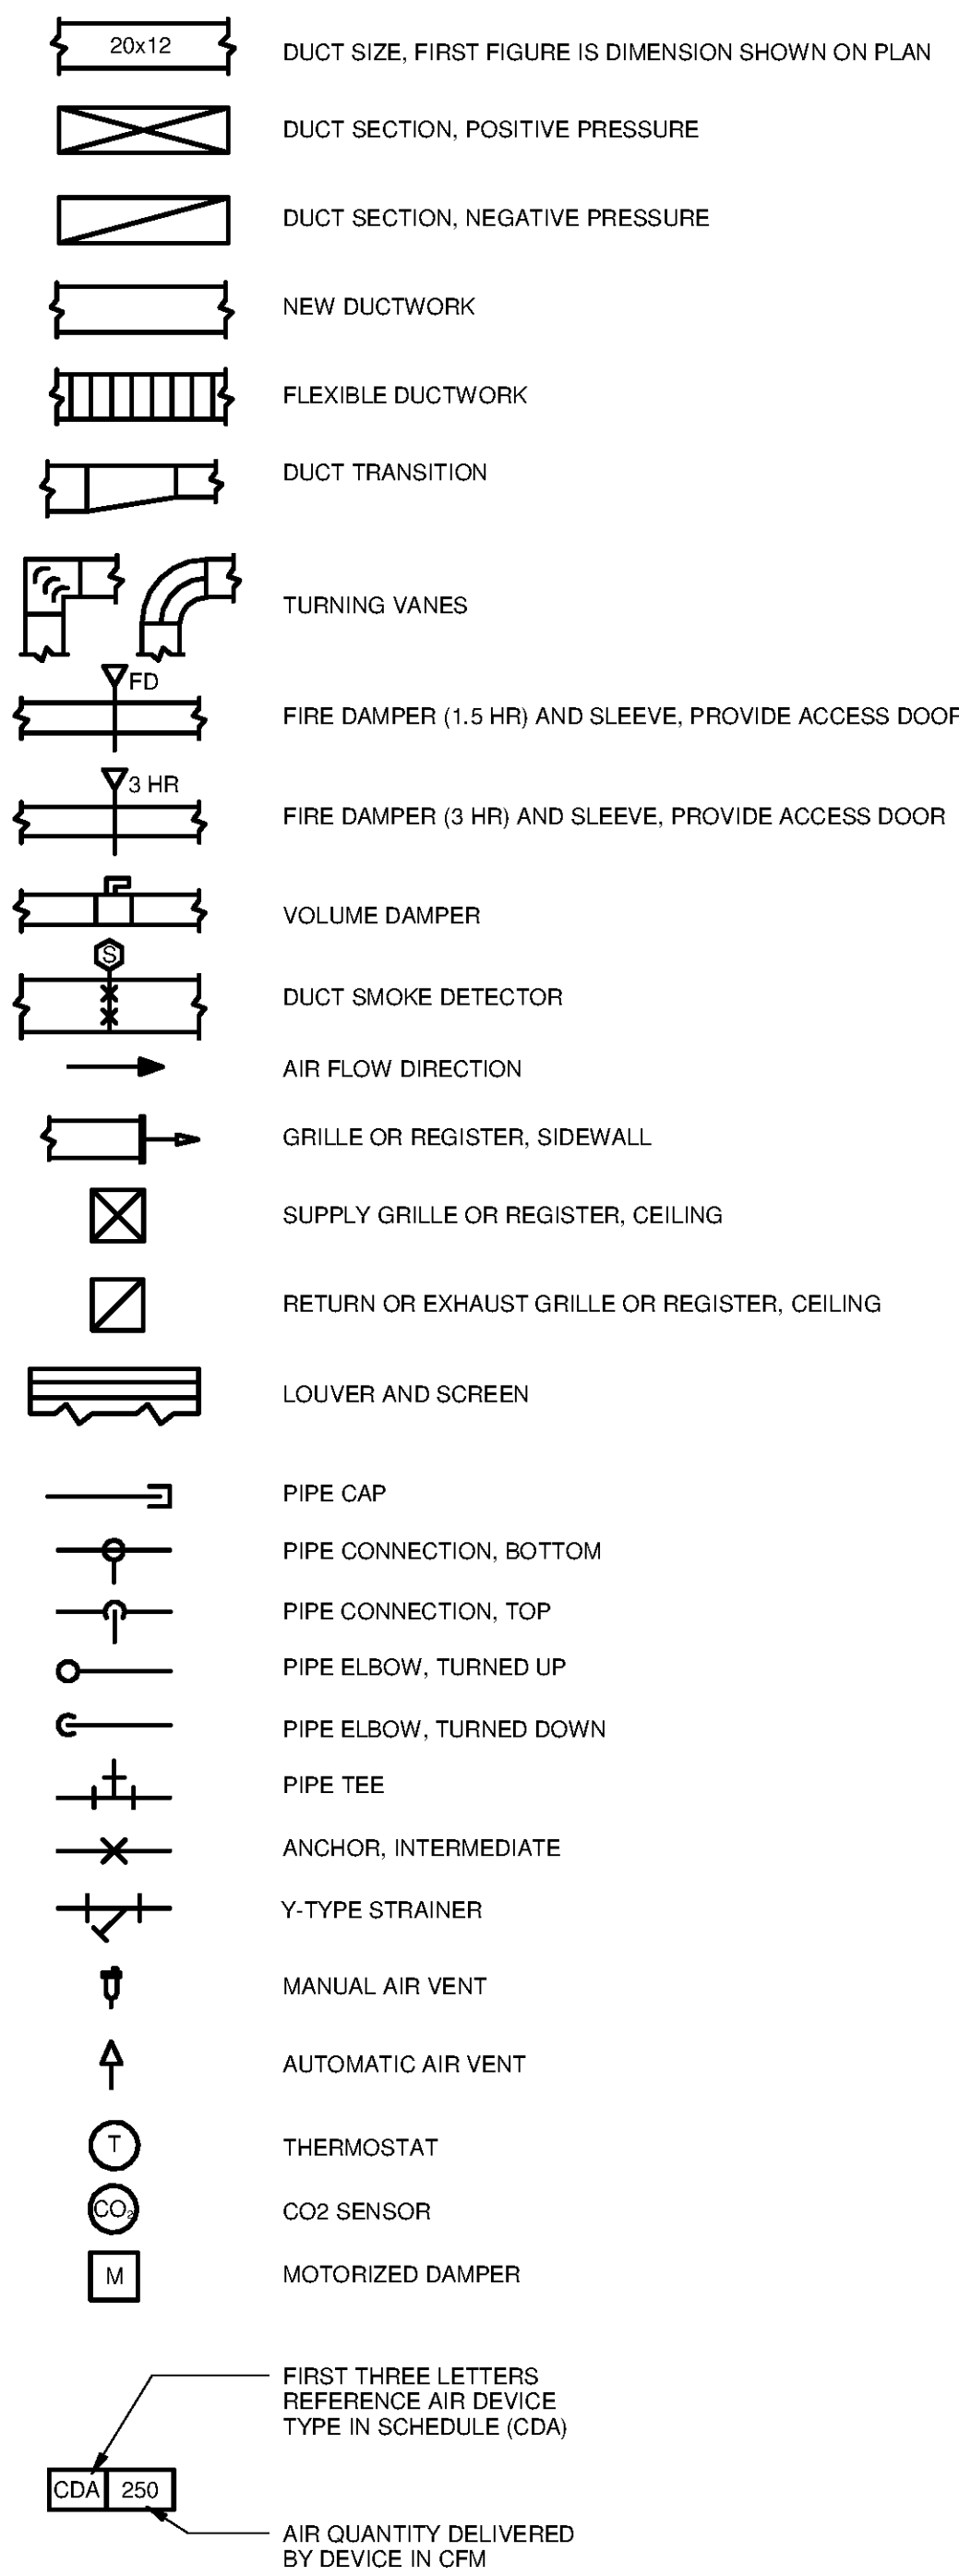 20x12
DUCT SIZE, FIRST FIGURE IS DIMENSION SHOWN ON PLAN
DUCT SECTION, POSITIVE PRESSURE
DUCT SECTION, NEGATIVE PRESSURE
NEW DUCTWORK
FLEXIBLE DUCTWORK
DUCT TRANSITION
TURNING VANES
FD
FIRE DAMPER (1.5 HR) AND SLEEVE, PROVIDE ACCESS DOOR
3 HR
FIRE DAMPER (3 HR) AND SLEEVE, PROVIDE ACCESS DOOR
VOLUME DAMPER
S
DUCT SMOKE DETECTOR
AIR FLOW DIRECTION
GRILLE OR REGISTER, SIDEWALL
SUPPLY GRILLE OR REGISTER, CEILING
RETURN OR EXHAUST GRILLE OR REGISTER, CEILING
LOUVER AND SCREEN
PIPE CAP
PIPE CONNECTION, BOTTOM
PIPE CONNECTION, TOP
PIPE ELBOW, TURNED UP
PIPE ELBOW, TURNED DOWN
PIPE TEE
ANCHOR, INTERMEDIATE
Y-TYPE STRAINER
MANUAL AIR VENT
AUTOMATIC AIR VENT
T
THERMOSTAT
CO₂
CO2 SENSOR
M
MOTORIZED DAMPER
FIRST THREE LETTERS
REFERENCE AIR DEVICE
TYPE IN SCHEDULE (CDA)
CDA 250
AIR QUANTITY DELIVERED
BY DEVICE IN CFM